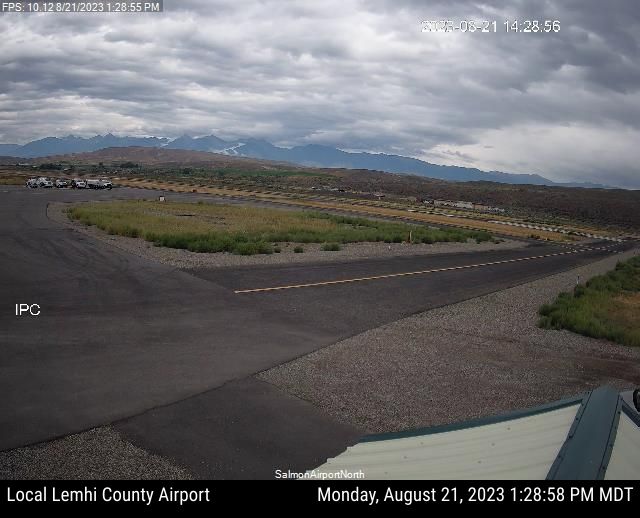 FPS: 10.12 8/21/2023 1:28:55 PM
2023-08-21 14:28:56
IPC
SalmonAirportNorth
Local Lemhi County Airport
Monday, August 21, 2023 1:28:58 PM MDT